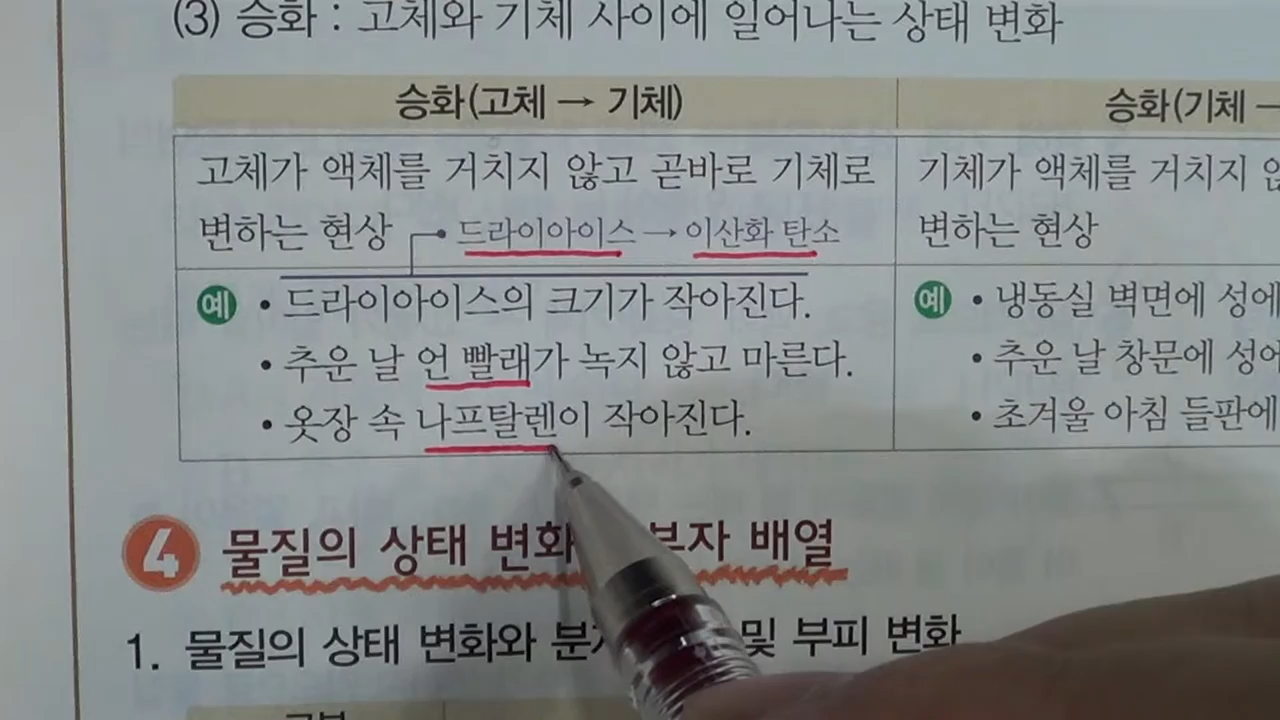 (3) 승화 : 고체와 기체 사이에 일어나는 상태 변화
승화(고체 → 기체)
승화(기체 →
고체가 액체를 거치지 않고 곧바로 기체로
변하는 현상
드라이아이스 → 이산화 탄소
기체가 액체를 거치지
변하는 현상
예 • 드라이아이스의 크기가 작아진다.
• 추운 날 언 빨래가 녹지 않고 마른다.
• 옷장 속 나프탈렌이 작아진다.
예 • 냉동실 벽면에 성에
• 추운 날 창문에 성에
• 초겨울 아침 들판에
4 물질의 상태 변화 분자 배열
1. 물질의 상태 변화와 및 부피 변화